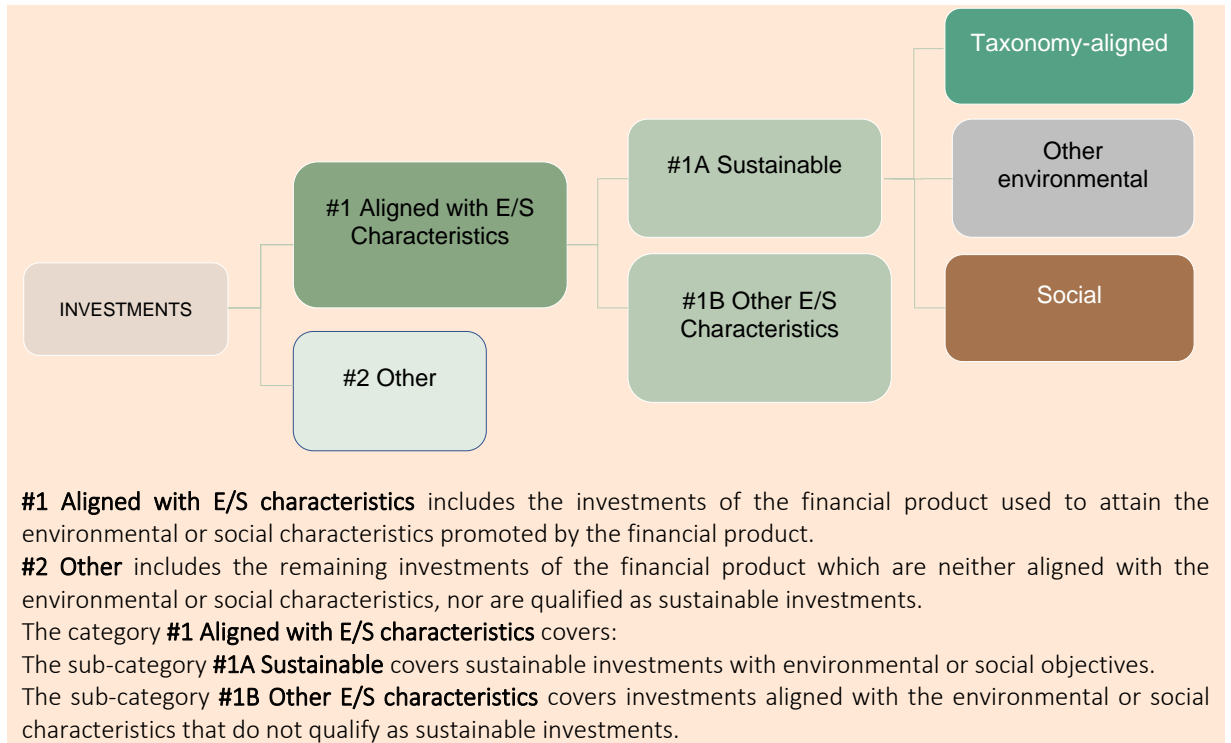 Taxonomy-aligned
#1A Sustainable
Other
environmental
#1 Aligned with E/S
Characteristics
INVESTMENTS
#1B Other E/S
Characteristics
Social
#2 Other
#1 Aligned with E/S characteristics includes the investments of the financial product used to attain the
environmental or social characteristics promoted by the financial product.
#2 Other includes the remaining investments of the financial product which are neither aligned with the
environmental or social characteristics, nor are qualified as sustainable investments.
The category #1 Aligned with E/S characteristics covers:
The sub-category #1A Sustainable covers sustainable investments with environmental or social objectives.
The sub-category #1B Other E/S characteristics covers investments aligned with the environmental or social
characteristics that do not qualify as sustainable investments.